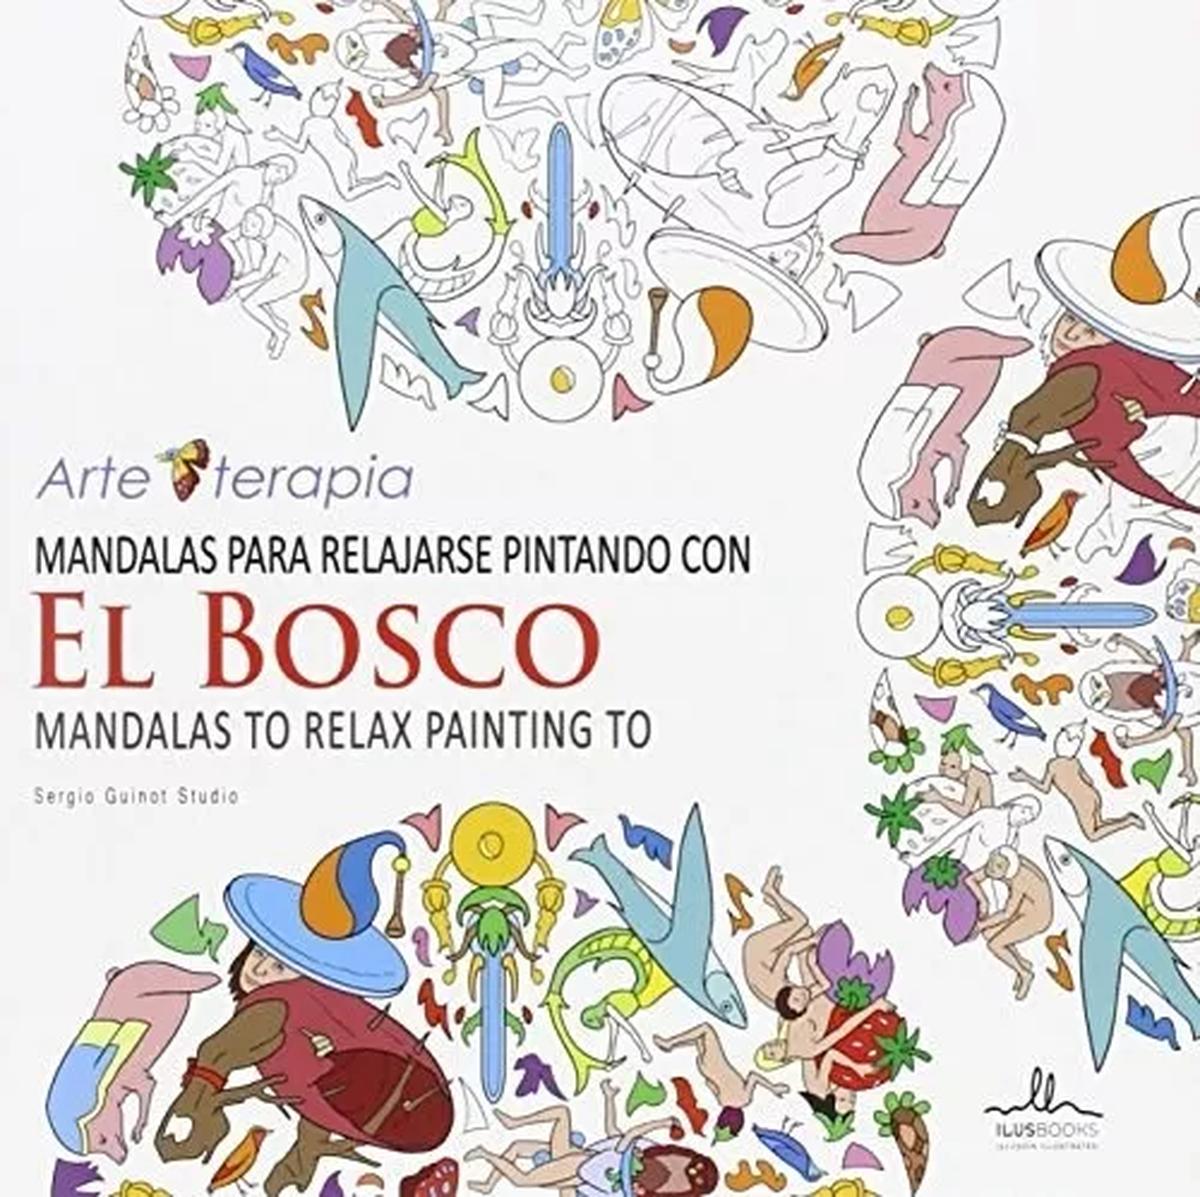 Arte terapia
MANDALAS PARA RELAJARSE PINTANDO CON
EL BOSCO
MANDALAS TO RELAX PAINTING TO
Sergio Guinot Studio
ILUSBOOKS